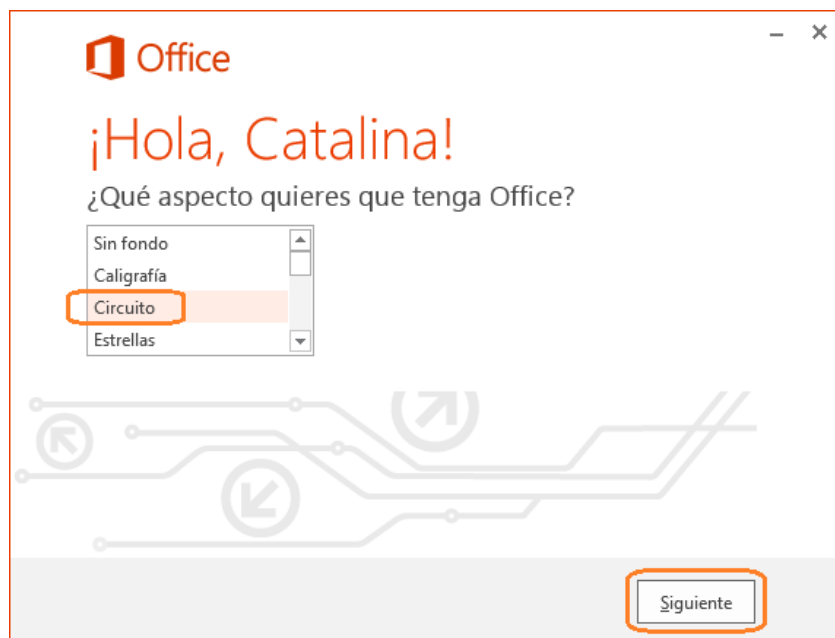 Office
¡Hola, Catalina!
¿Qué aspecto quieres que tenga Office?
Sin fondo
Caligrafía
Circuito
Estrellas
Siguiente